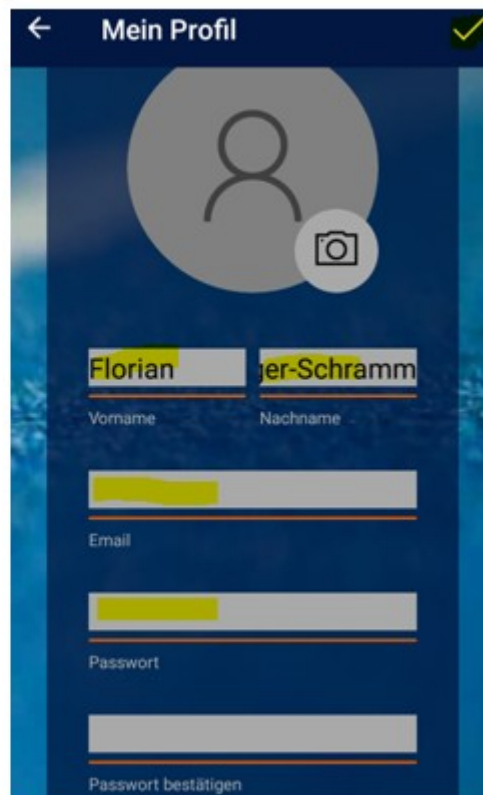 Mein Profil
Florian ger-Schramm
Vorname Nachname
Email
Passwort
Passwort bestätigen